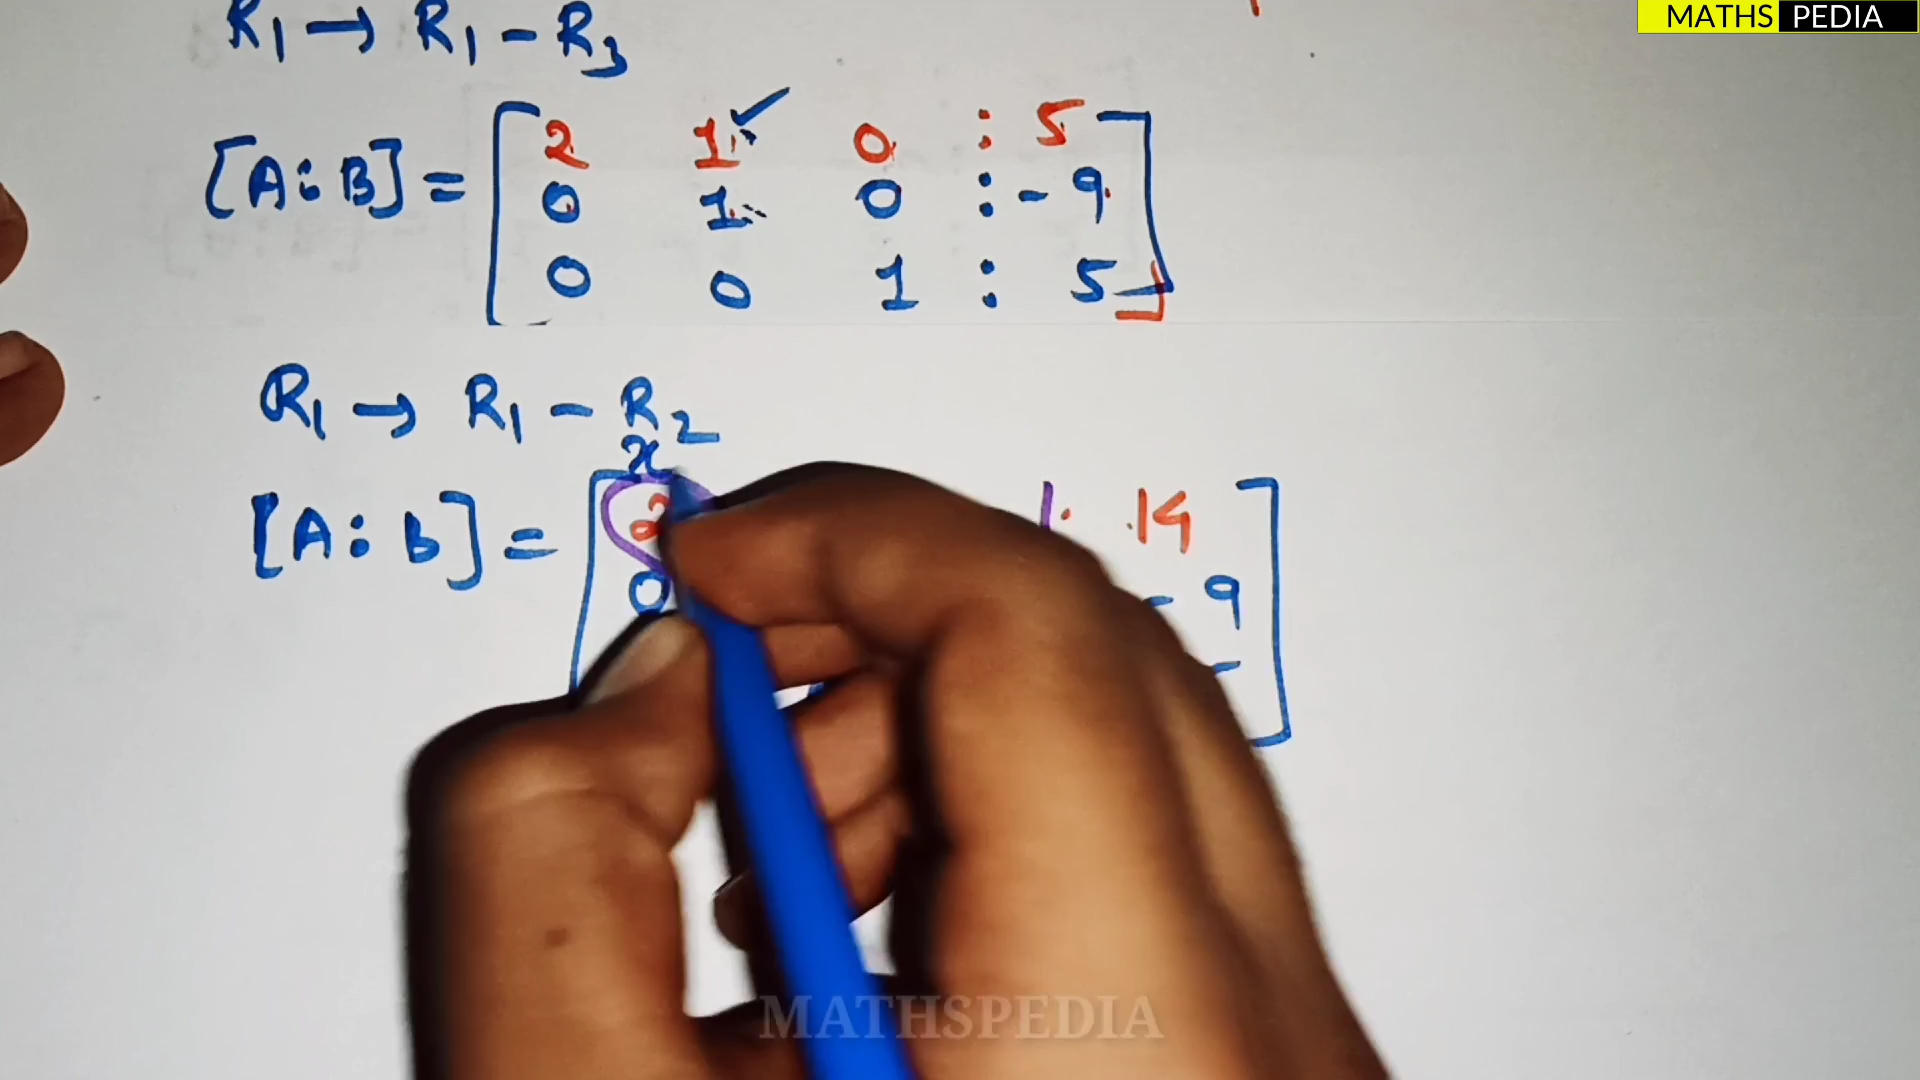 MATHS PEDIA
R1 → R1 - R3
[A:B] = [ 2 1 ✓ 0 : 5
0 1 0 : -9
0 0 1 : 5 ]
R1 → R1 - R2
x
[A:B] = [ 2 14 ]
0 -9
MATHSPEDIA